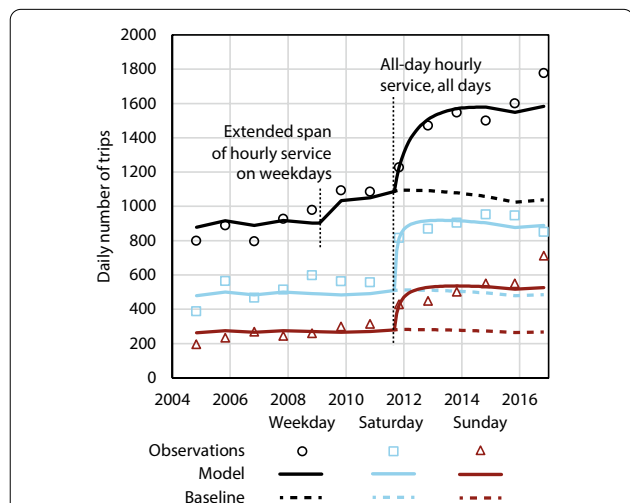 2000
1800
1600
1400
1200
1000
800
600
400
200
0
Daily number of trips
All-day hourly
service, all days
Extended span
of hourly service
on weekdays
2004 2006 2008 2010 2012 2014 2016
Weekday Saturday Sunday
Observations
Model
Baseline